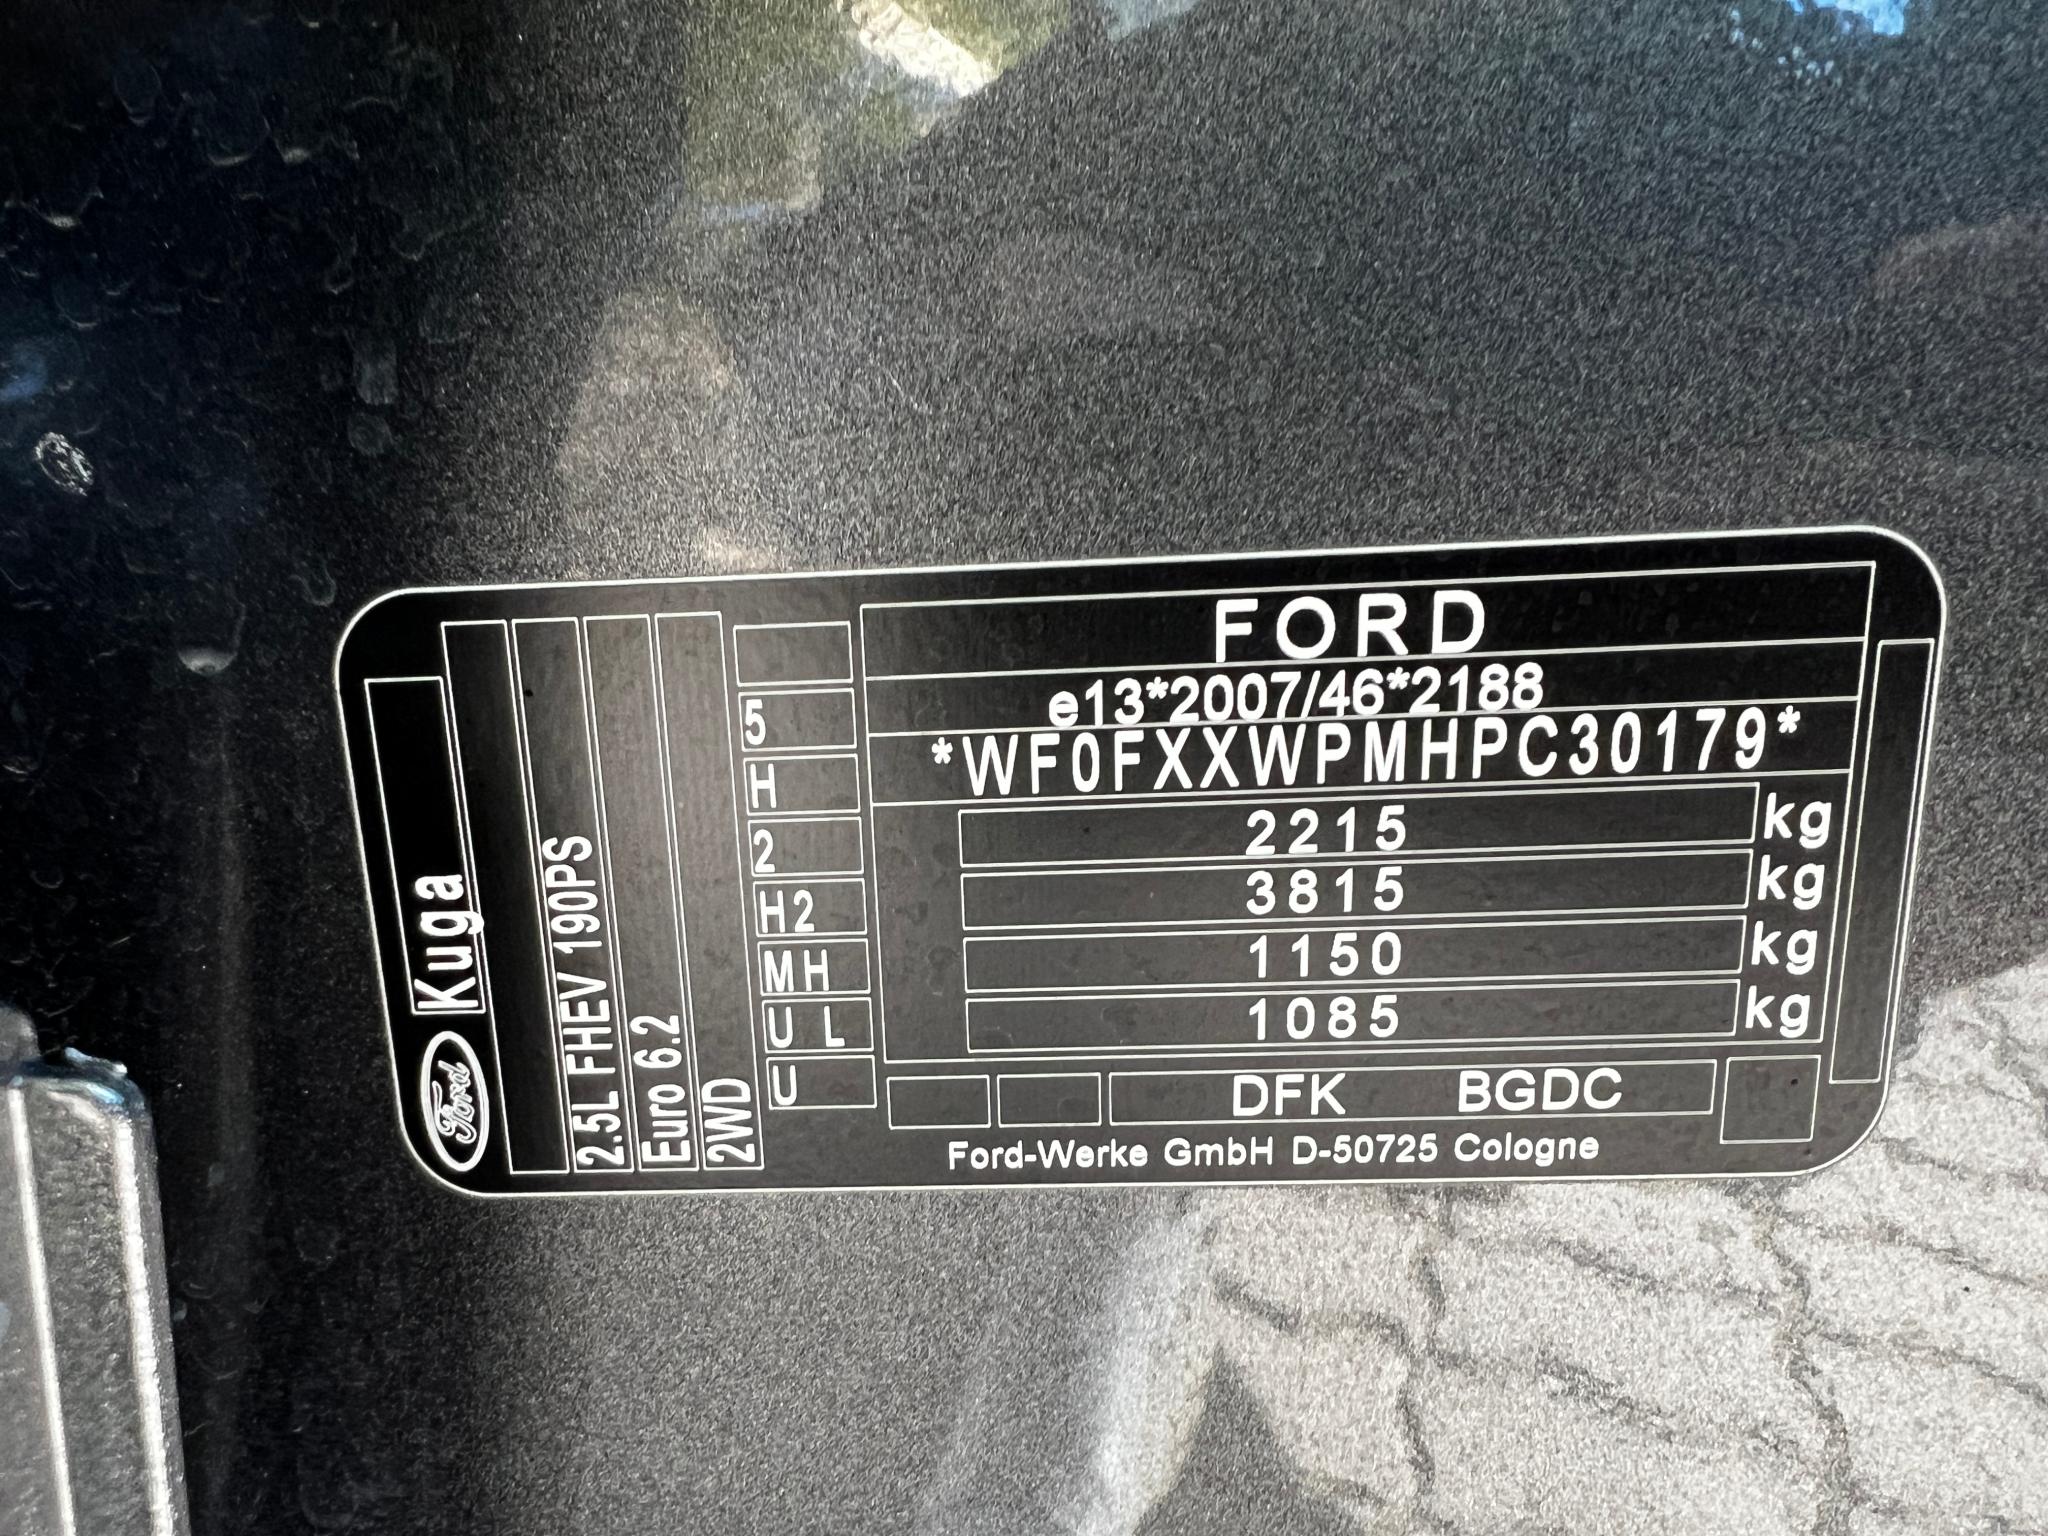 FORD
e13*2007/46*2188
*WF0FXXWPMHPC30179*
2215 kg
3815 kg
1150 kg
1085 kg
DFK BGDC
Ford-Werke GmbH D-50725 Cologne
5
H
2
H2
MH
U L
U
Ford Kuga
2.5L FHEV 190PS
Euro 6.2
2WD